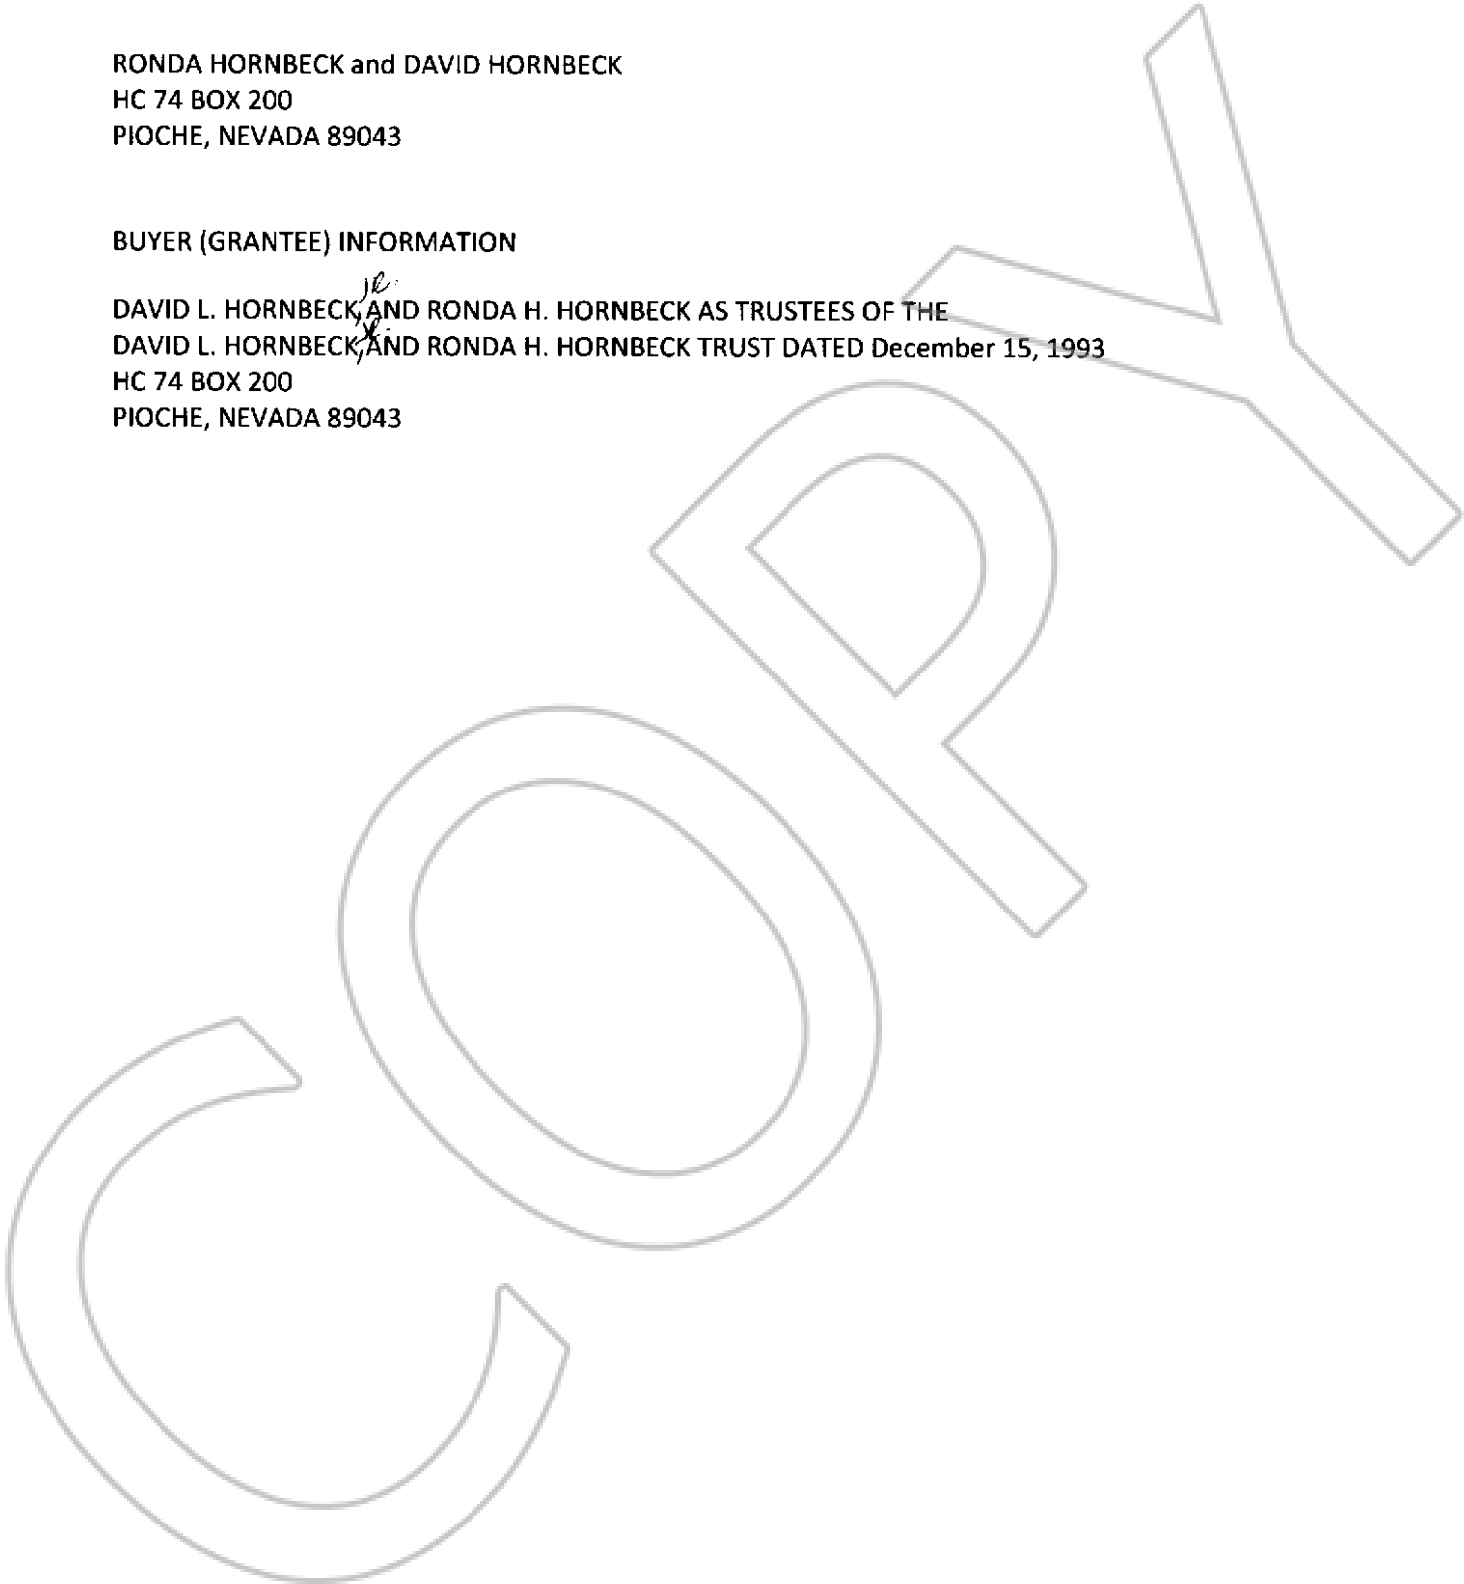 RONDA HORNBECK and DAVID HORNBECK
HC 74 BOX 200
PIOCHE, NEVADA 89043
BUYER (GRANTEE) INFORMATION
DAVID L. HORNBECK, JR. AND RONDA H. HORNBECK AS TRUSTEES OF THE
DAVID L. HORNBECK, JR. AND RONDA H. HORNBECK TRUST DATED December 15, 1993
HC 74 BOX 200
PIOCHE, NEVADA 89043
COPY